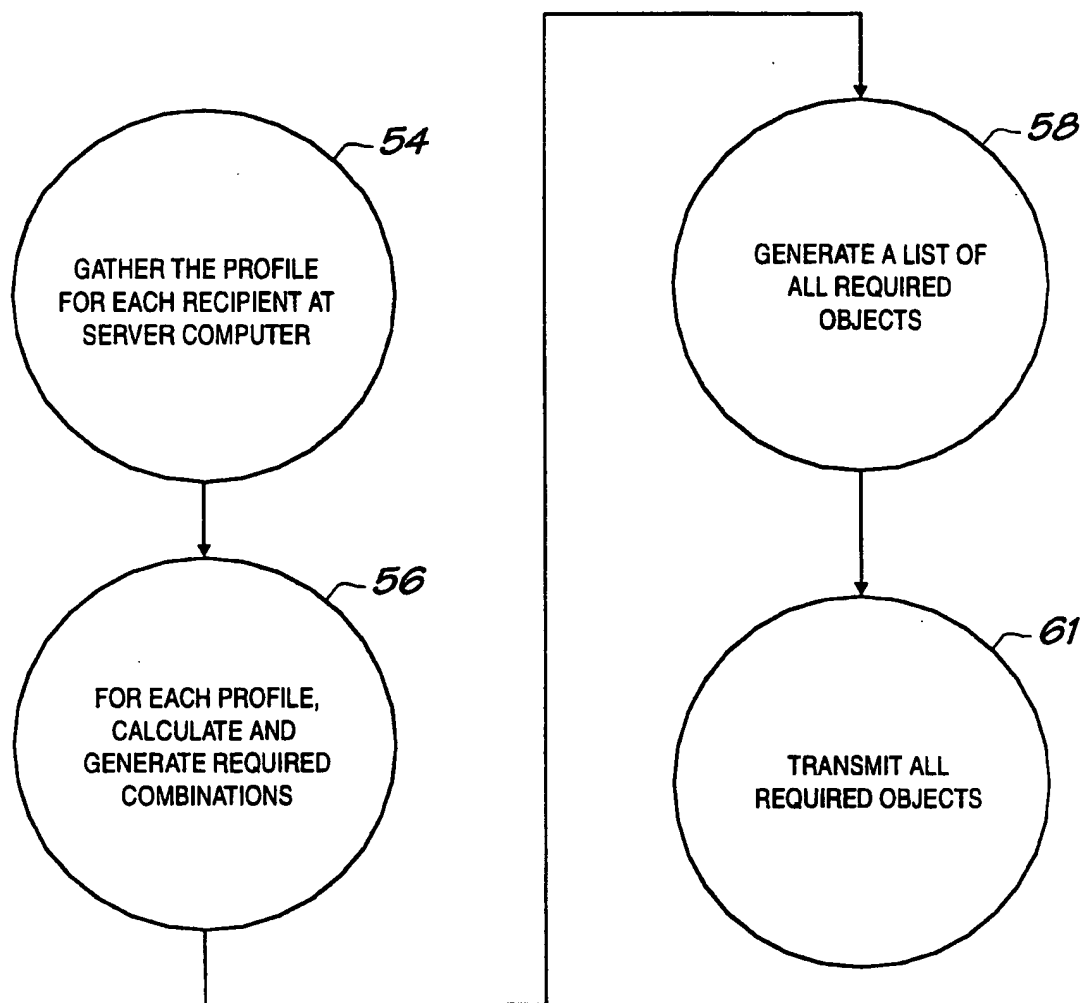 54
GATHER THE PROFILE
FOR EACH RECIPIENT AT
SERVER COMPUTER
56
FOR EACH PROFILE,
CALCULATE AND
GENERATE REQUIRED
COMBINATIONS
58
GENERATE A LIST OF
ALL REQUIRED
OBJECTS
61
TRANSMIT ALL
REQUIRED OBJECTS